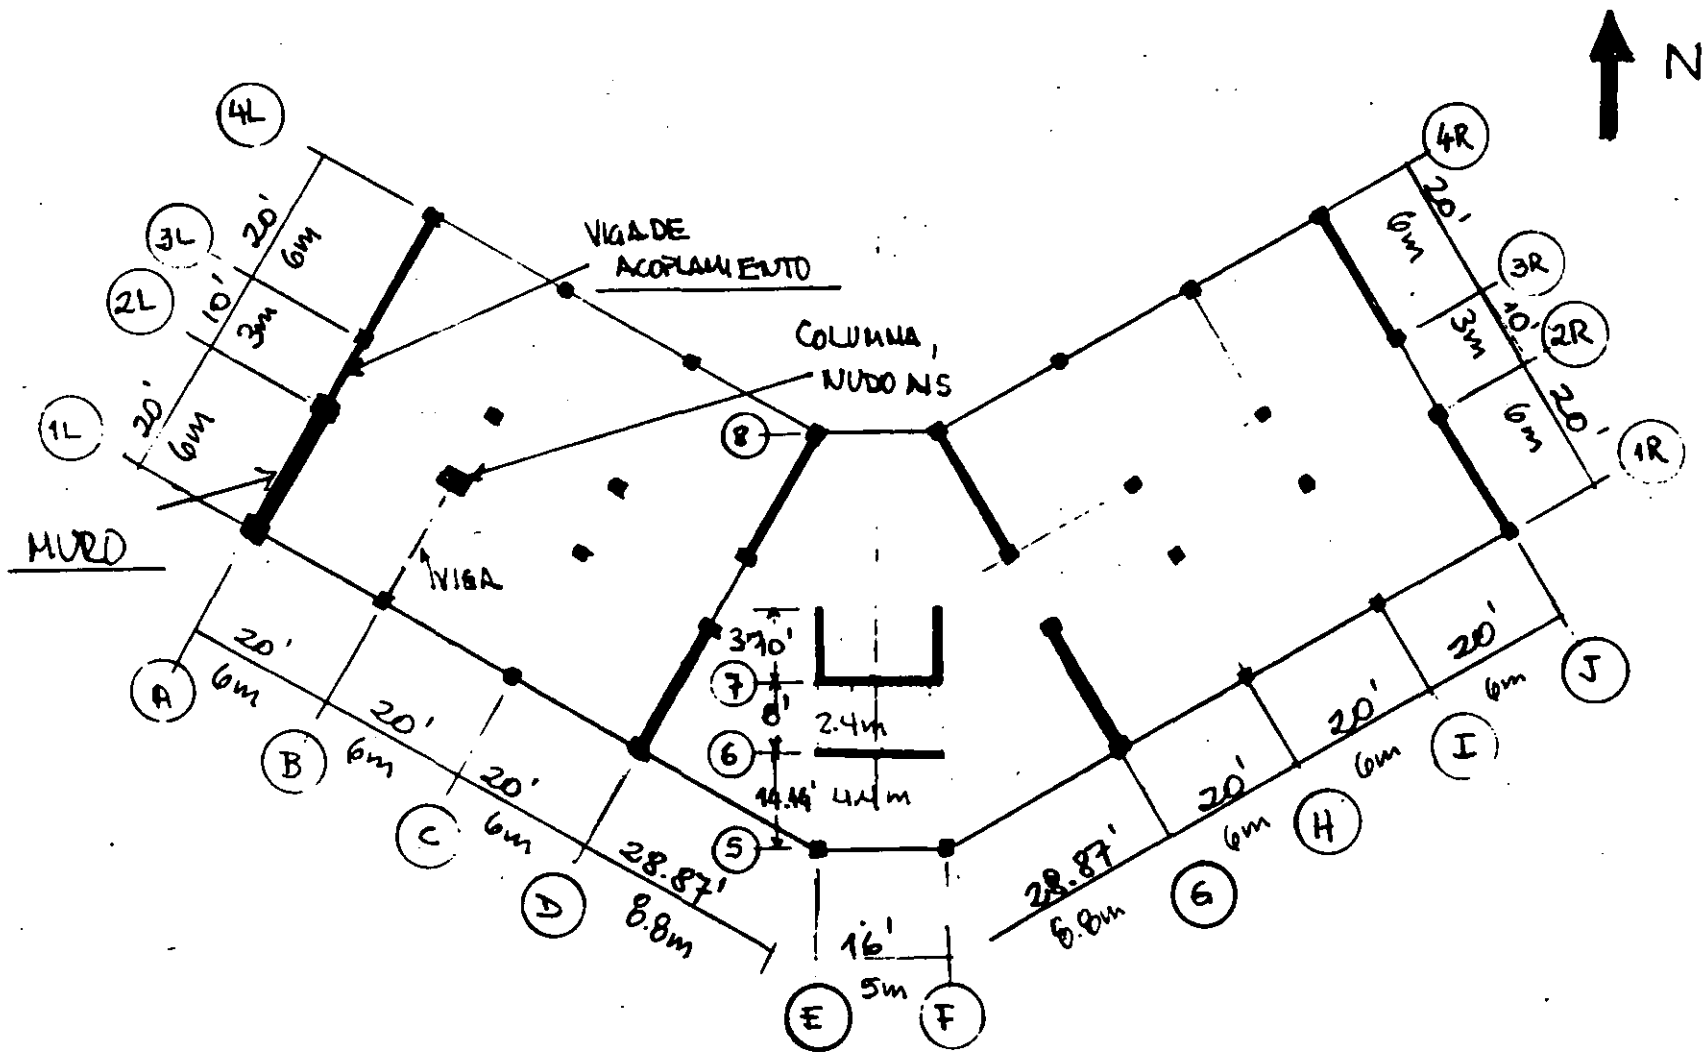 N
4L
4R
20'
6m
3L
10'
3m
2L
20'
6m
1L
VIGA DE
ACOPLAMIENTO
COLUMNA,
NUDO NS
20'
6m
3R
10'
3m
2R
20'
6m
1R
8
MURO
VIGA
7
8'
2.4m
6
14.14'
4.4m
5
A
20'
6m
B
20'
6m
C
20'
6m
D
28.87'
8.8m
E
16'
5m
F
28.87'
8.8m
G
20'
6m
H
20'
6m
I
20'
6m
J